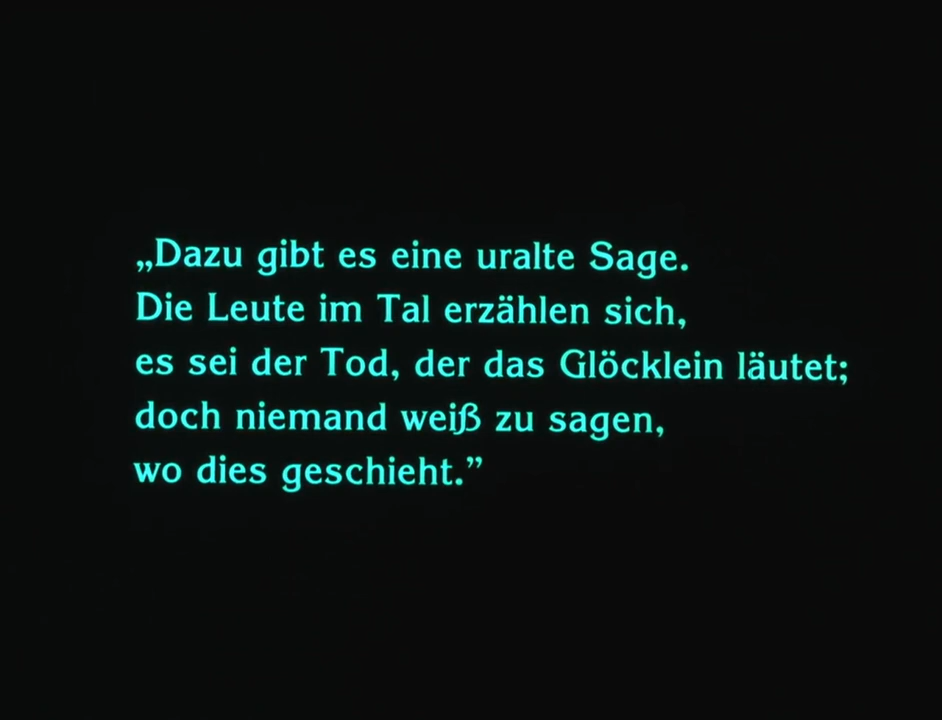 „Dazu gibt es eine uralte Sage.
Die Leute im Tal erzählen sich,
es sei der Tod, der das Glöcklein läutet;
doch niemand weiß zu sagen,
wo dies geschieht.”